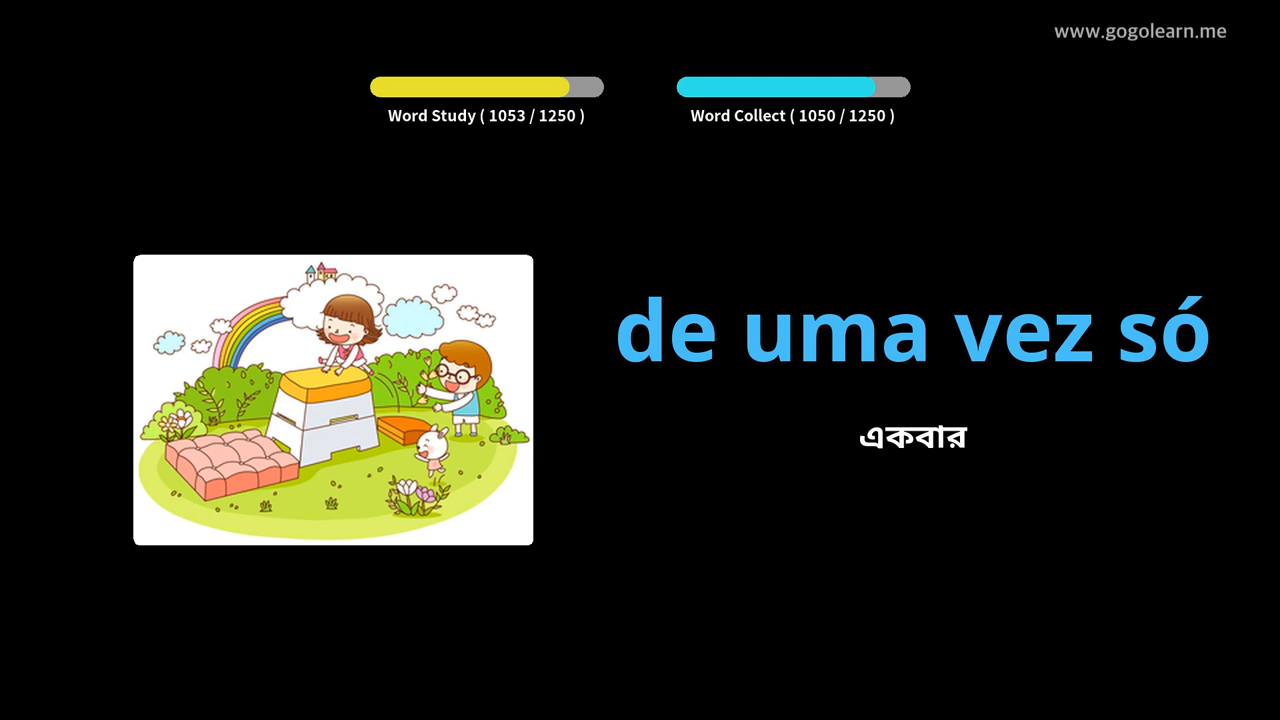 www.gogolearn.me
Word Study ( 1053 / 1250 )
Word Collect ( 1050 / 1250 )
de uma vez só
একবার